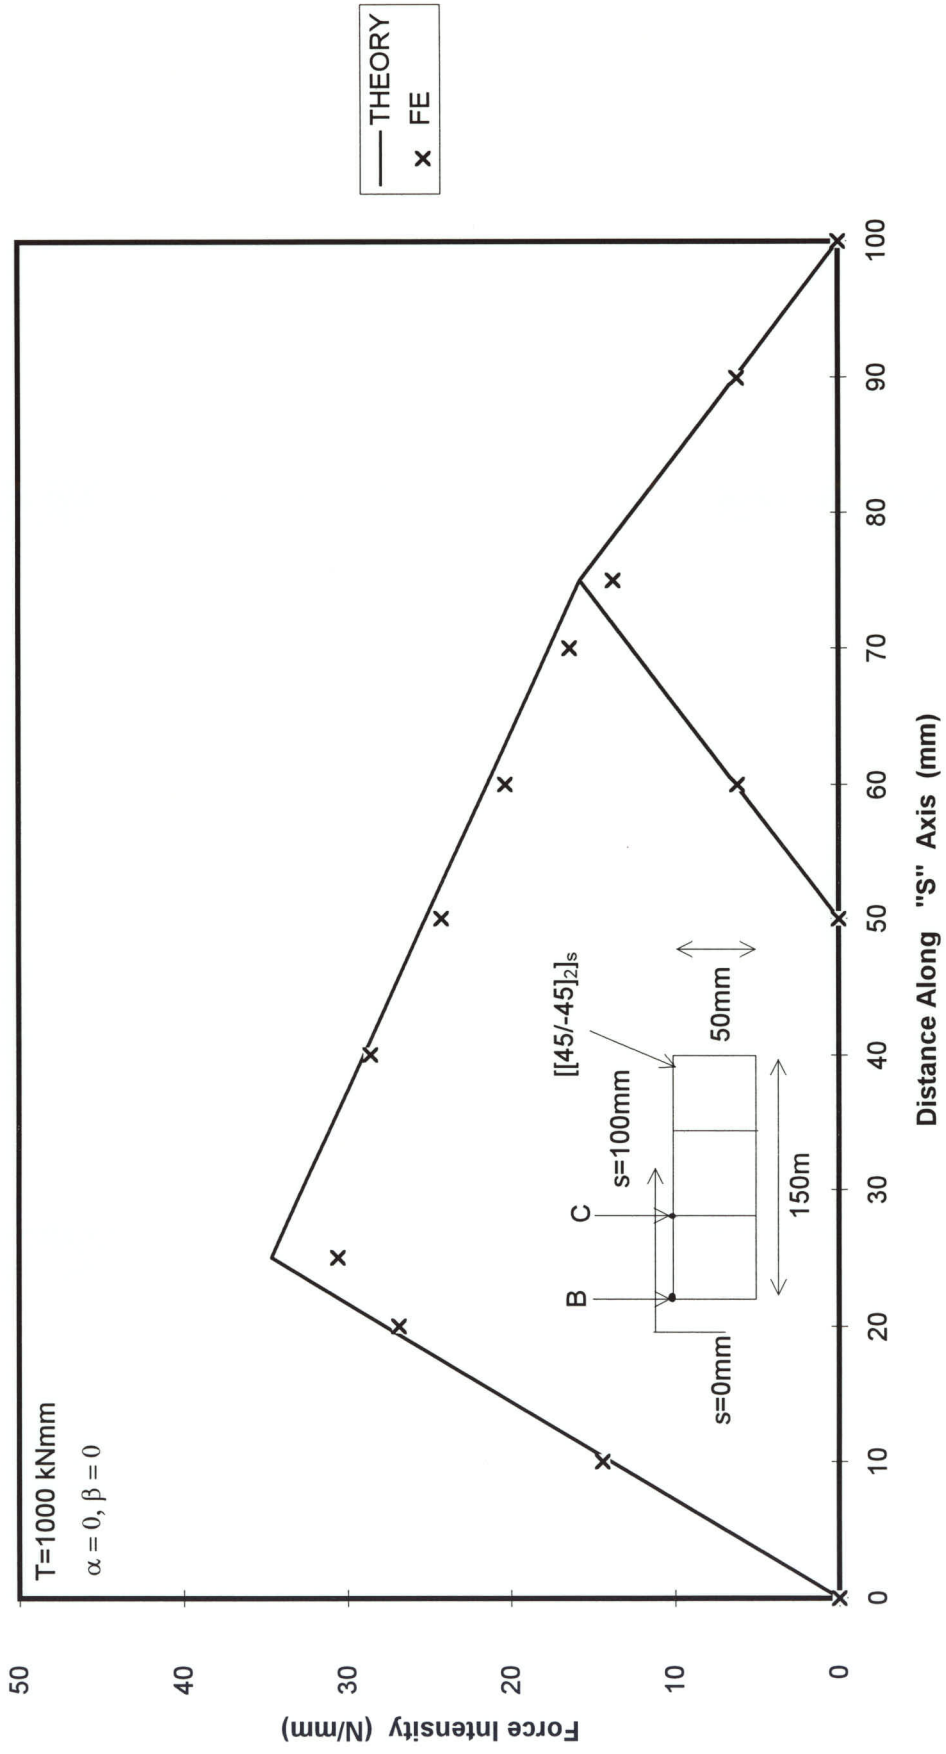 T=1000 kNmm
α = 0, β = 0
THEORY
FE
Force Intensity (N/mm)
50
40
30
20
10
0
[[45/-45]2]s
s=100mm
B
C
s=0mm
50mm
150m
0 10 20 30 40 50 60 70 80 90 100
Distance Along "S" Axis (mm)